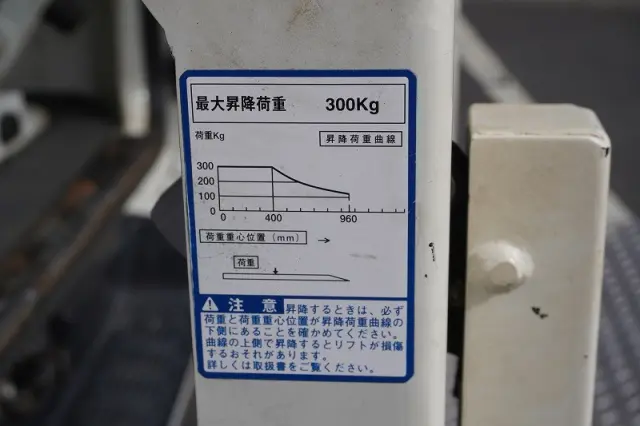 最大昇降荷重 300Kg
荷重Kg 昇降荷重曲線
300
200
100
0 400 960
荷重重心位置(mm) →
荷重
⚠ 注意 昇降するときは、必ず
荷重と荷重重心位置が昇降荷重曲線の
下側にあることを確かめてください。
曲線の上側で昇降するとリフトが損傷
するおそれがあります。
詳しくは取扱書をご覧ください。